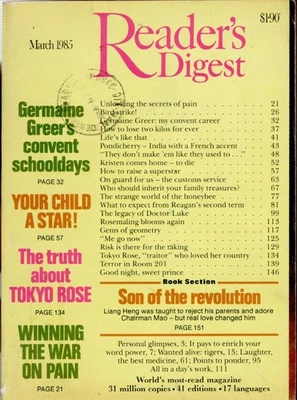 Reader's
Digest
March 1985
$1.90*
Germaine
Greer's
convent
schooldays
PAGE 32
YOUR CHILD
A STAR!
PAGE 57
The truth
about
TOKYO ROSE
PAGE 134
WINNING
THE WAR
ON PAIN
PAGE 21
Unlocking the secrets of pain 21
Birdstrike! 26
Germaine Greer: my convent career 32
How to lose two kilos for ever 37
Life's like that 41
Pondicherry – India with a French accent 43
"They don't make 'em like they used to . . ." 48
Kristen comes home – to die 52
How to raise a superstar 57
On guard for us – the customs service 63
Who should inherit your family treasures? 67
The strange world of the honeybee 77
What to expect from Reagan's second term 81
The legacy of Doctor Luke 99
Rosemaling blooms again 113
Gems of geometry 117
"Me go now" 125
Risk is there for the taking 129
Tokyo Rose, "traitor" who loved her country 134
Terror in Room 201 139
Good night, sweet prince 146
Book Section
Son of the revolution
Liang Heng was taught to reject his parents and adore
Chairman Mao – but real love changed him
PAGE 151
Personal glimpses, 3; It pays to enrich your
word power, 7; Wanted alive: tigers, 15; Laughter,
the best medicine, 61; Points to ponder, 95
All in a day's work, 111
World's most-read magazine
31 million copies • 41 editions • 17 languages